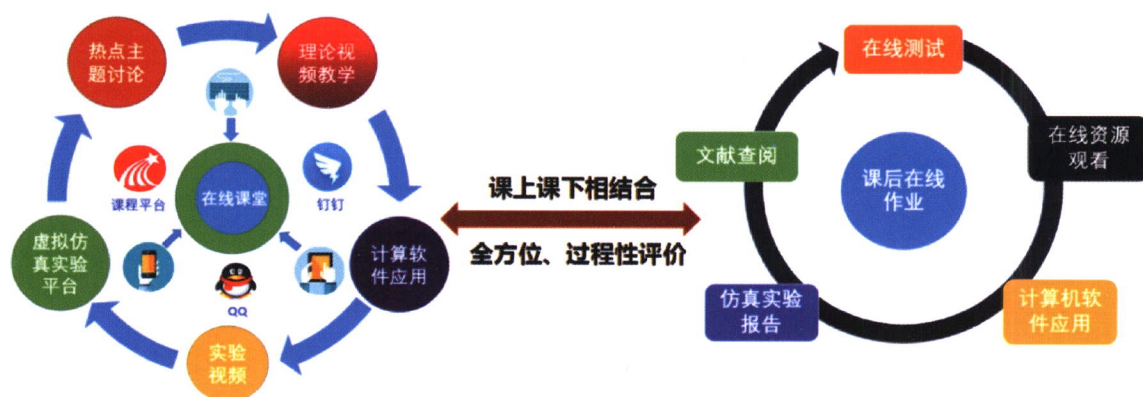 热点主
题讨论
理论视
频教学
课程平台
在线课堂
钉钉
虚拟仿
真实验
平台
计算软
件应用
QQ
实验
视频
课上课下相结合
全方位、过程性评价
在线测试
文献查阅
在线资源
观看
课后在线
作业
仿真实验
报告
计算机软
件应用